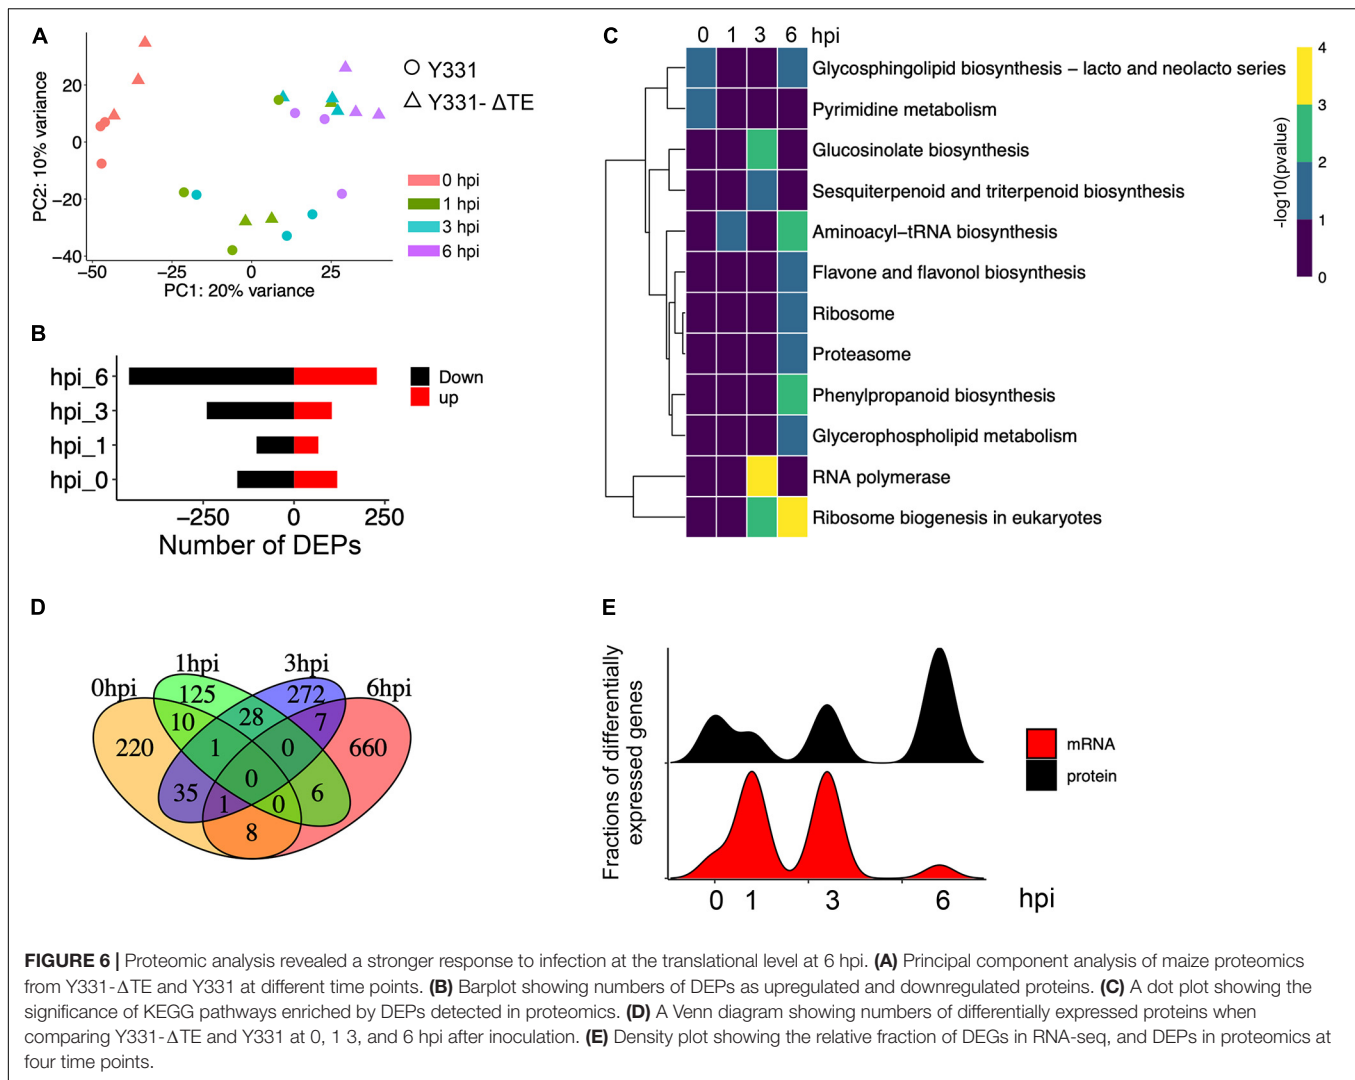 A
20
0
−20
−40
PC2: 10% variance
−50
−25
0
25
PC1: 20% variance
Y331
Y331- ΔTE
0 hpi
1 hpi
3 hpi
6 hpi
B
hpi_6
hpi_3
hpi_1
hpi_0
−250
0
250
Number of DEPs
Down
up
C
0 1 3 6 hpi
Glycosphingolipid biosynthesis − lacto and neolacto series
Pyrimidine metabolism
Glucosinolate biosynthesis
Sesquiterpenoid and triterpenoid biosynthesis
Aminoacyl−tRNA biosynthesis
Flavone and flavonol biosynthesis
Ribosome
Proteasome
Phenylpropanoid biosynthesis
Glycerophospholipid metabolism
RNA polymerase
Ribosome biogenesis in eukaryotes
4
3
2
1
0
-log10(pvalue)
D
1hpi 3hpi
0hpi 6hpi
125 272
10 28 7
220 1 0 660
0
35 1 0 6
8
E
Fractions of differentially
expressed genes
mRNA
protein
0 1 3 6 hpi
FIGURE 6 | Proteomic analysis revealed a stronger response to infection at the translational level at 6 hpi. (A) Principal component analysis of maize proteomics
from Y331-ΔTE and Y331 at different time points. (B) Barplot showing numbers of DEPs as upregulated and downregulated proteins. (C) A dot plot showing the
significance of KEGG pathways enriched by DEPs detected in proteomics. (D) A Venn diagram showing numbers of differentially expressed proteins when
comparing Y331-ΔTE and Y331 at 0, 1 3, and 6 hpi after inoculation. (E) Density plot showing the relative fraction of DEGs in RNA-seq, and DEPs in proteomics at
four time points.